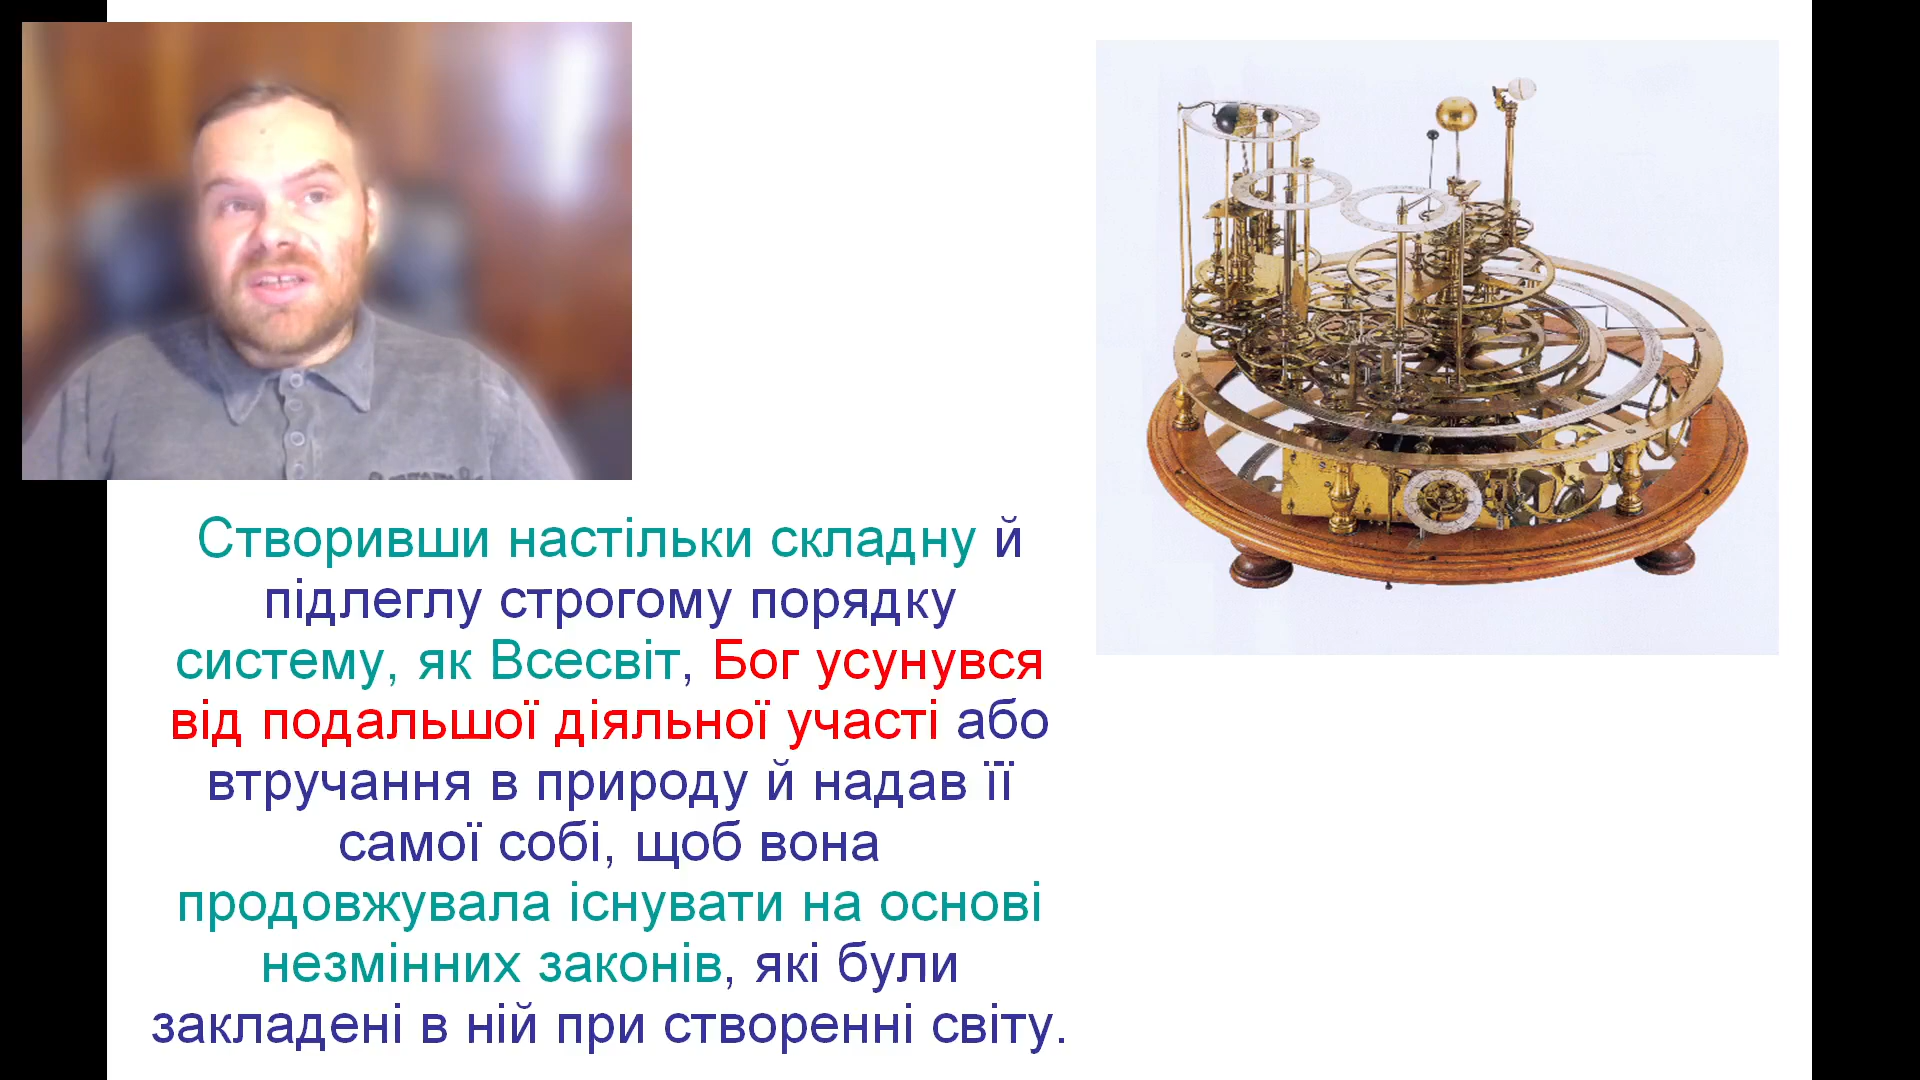 Створивши настільки складну й
підлеглу строгому порядку
систему, як Всесвіт, Бог усунувся
від подальшої діяльної участі або
втручання в природу й надав її
самої собі, щоб вона
продовжувала існувати на основі
незмінних законів, які були
закладені в ній при створенні світу.